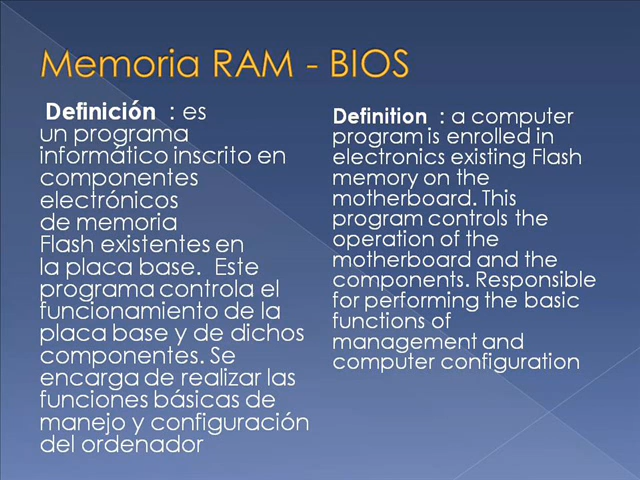 Memoria RAM - BIOS
Definición : es
un programa
informático inscrito en
componentes
electrónicos
de memoria
Flash existentes en
la placa base. Este
programa controla el
funcionamiento de la
placa base y de dichos
componentes. Se
encarga de realizar las
funciones básicas de
manejo y configuración
del ordenador
Definition : a computer
program is enrolled in
electronics existing Flash
memory on the
motherboard. This
program controls the
operation of the
motherboard and the
components. Responsible
for performing the basic
functions of
management and
computer configuration